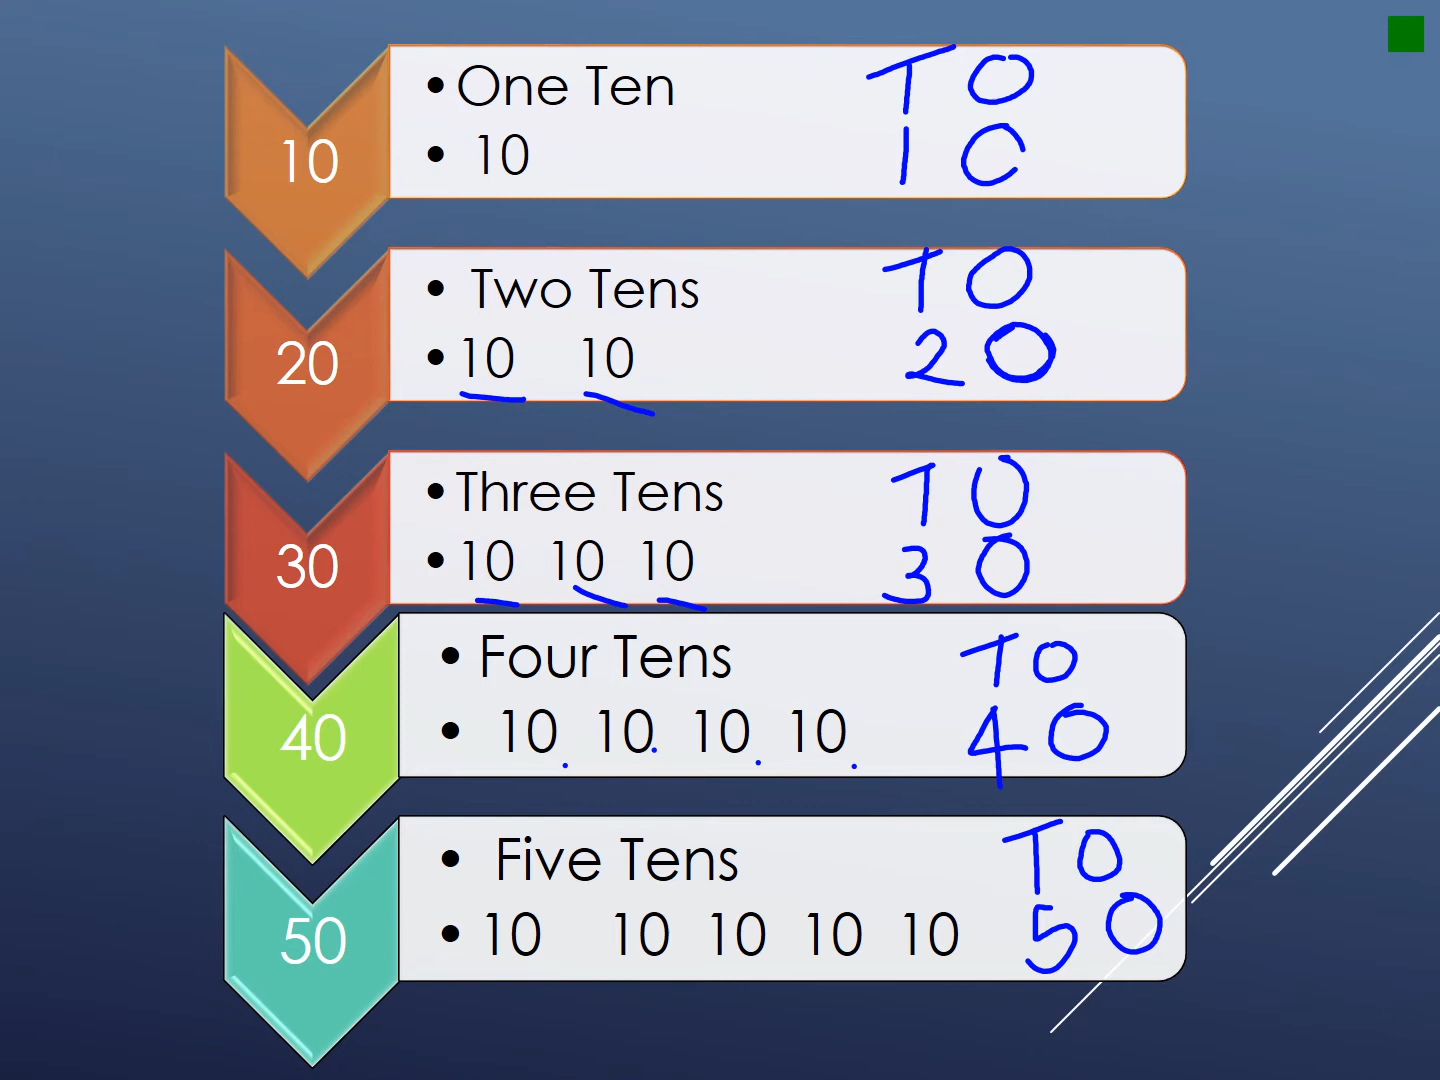 10
•One Ten
T O
• 10
1 0
20
• Two Tens
T O
•10 10
2 0
30
•Three Tens
T O
•10 10 10
3 0
40
• Four Tens
T O
• 10 10 10 10
4 0
50
• Five Tens
T O
•10 10 10 10 10
5 0